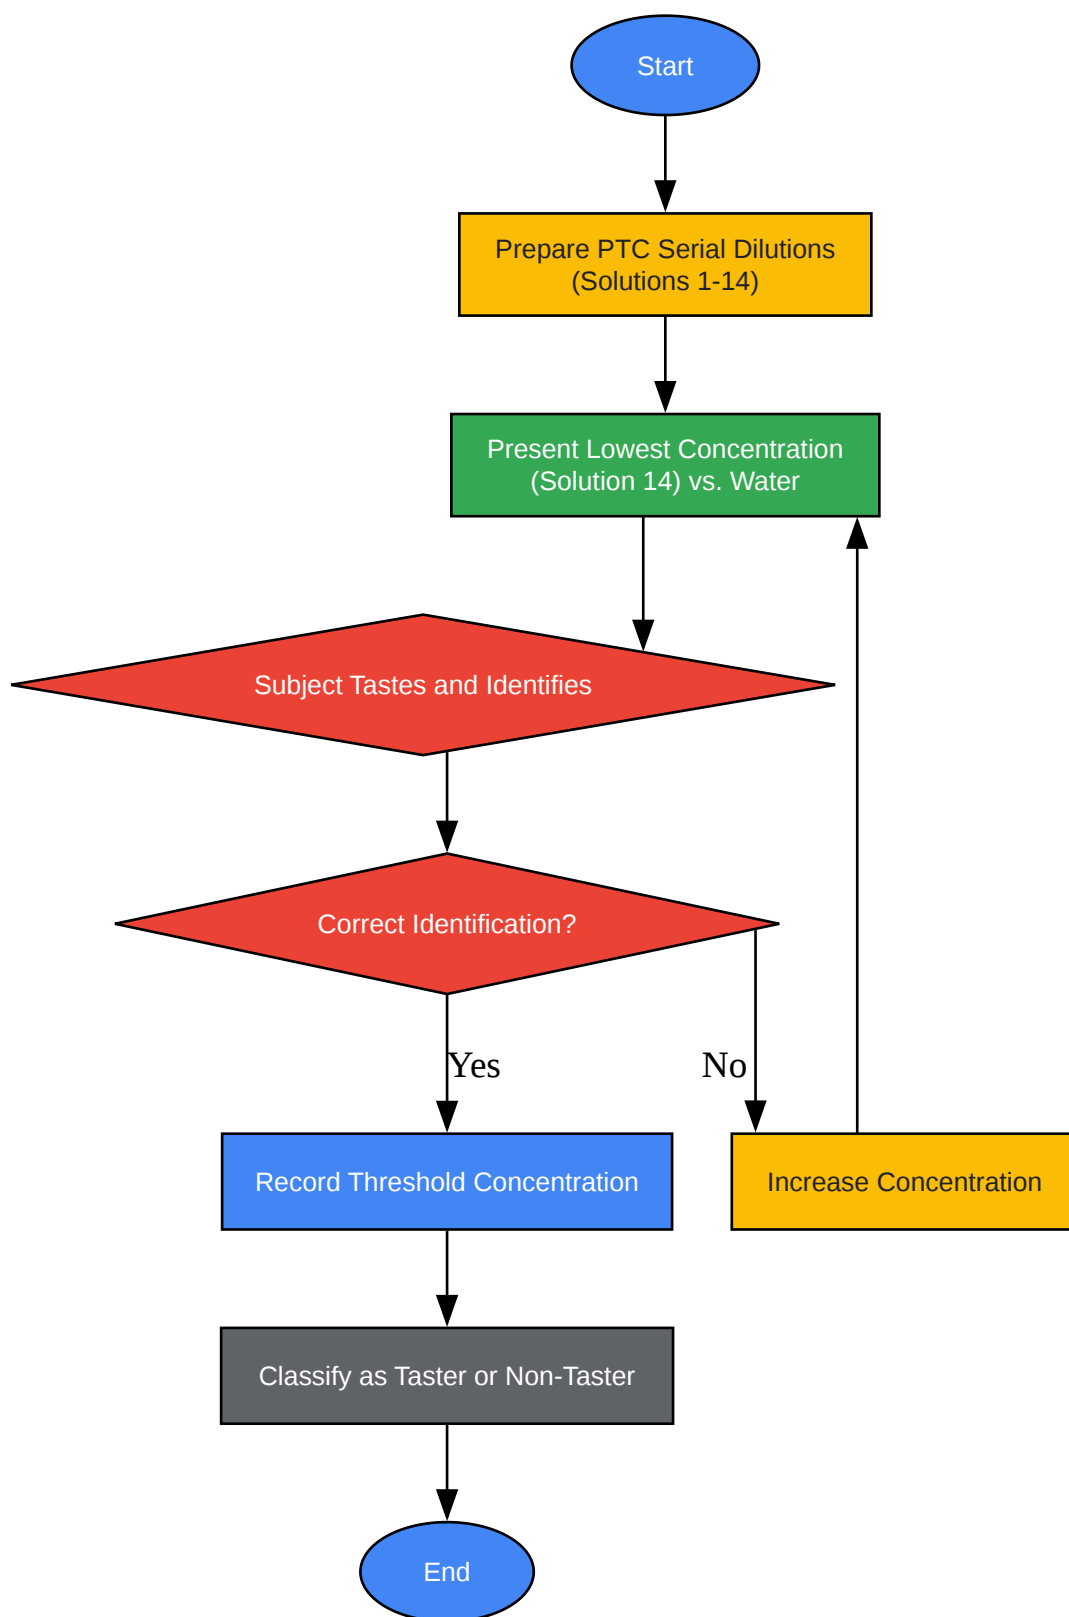 Start
Prepare PTC Serial Dilutions
(Solutions 1-14)
Present Lowest Concentration
(Solution 14) vs. Water
Subject Tastes and Identifies
Correct Identification?
Yes
No
Record Threshold Concentration
Increase Concentration
Classify as Taster or Non-Taster
End